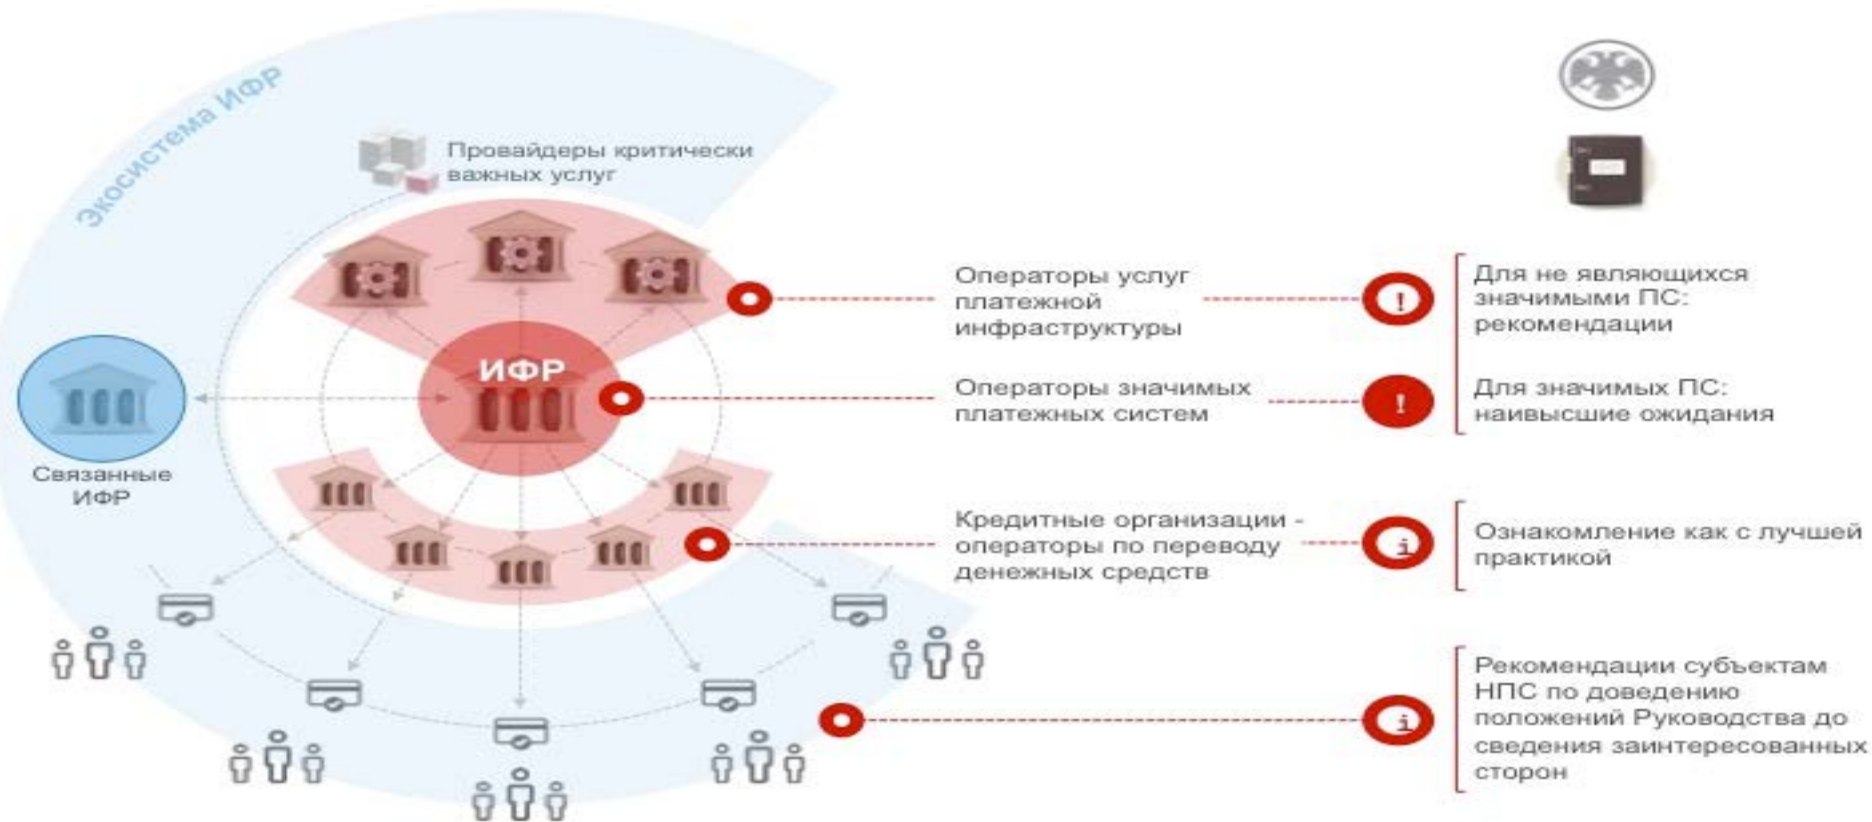 Экосистема ИФР
Провайдеры критически
важных услуг
ИФР
Связанные
ИФР
Операторы услуг
платежной
инфраструктуры
!
Для не являющихся
значимыми ПС:
рекомендации
Операторы значимых
платежных систем
!
Для значимых ПС:
наивысшие ожидания
Кредитные организации -
операторы по переводу
денежных средств
i
Ознакомление как с лучшей
практикой
i
Рекомендации субъектам
НПС по доведению
положений Руководства до
сведения заинтересованных
сторон